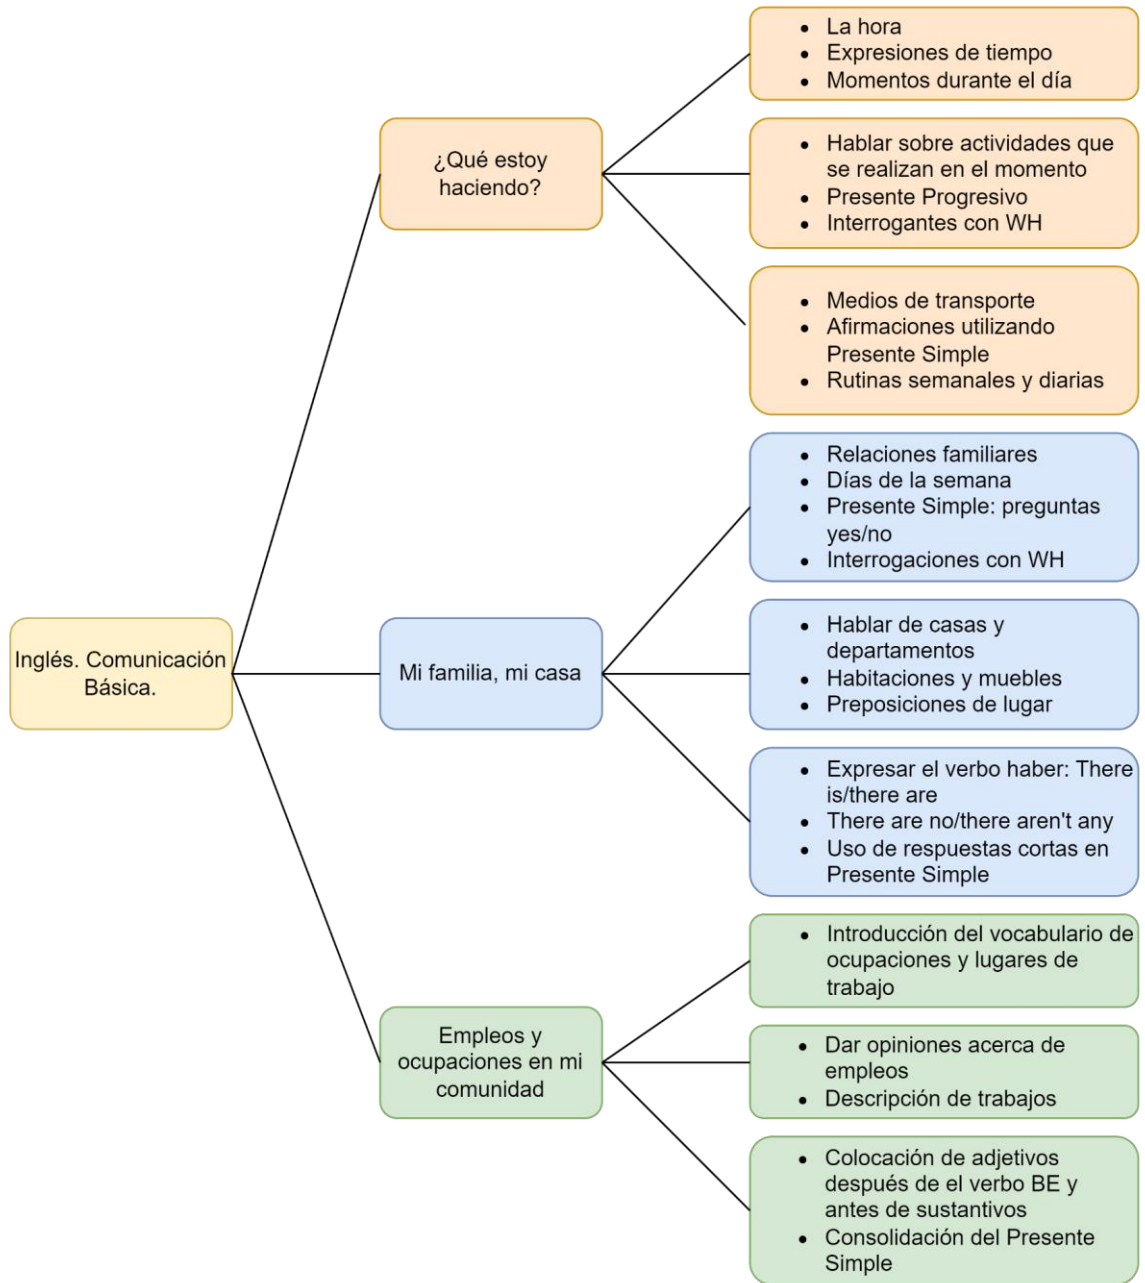 Inglés. Comunicación
Básica.
¿Qué estoy
haciendo?
• La hora
• Expresiones de tiempo
• Momentos durante el día
• Hablar sobre actividades que
se realizan en el momento
• Presente Progresivo
• Interrogantes con WH
• Medios de transporte
• Afirmaciones utilizando
Presente Simple
• Rutinas semanales y diarias
Mi familia, mi casa
• Relaciones familiares
• Días de la semana
• Presente Simple: preguntas
yes/no
• Interrogaciones con WH
• Hablar de casas y
departamentos
• Habitaciones y muebles
• Preposiciones de lugar
• Expresar el verbo haber: There
is/there are
• There are no/there aren't any
• Uso de respuestas cortas en
Presente Simple
Empleos y
ocupaciones en mi
comunidad
• Introducción del vocabulario de
ocupaciones y lugares de
trabajo
• Dar opiniones acerca de
empleos
• Descripción de trabajos
• Colocación de adjetivos
después de el verbo BE y
antes de sustantivos
• Consolidación del Presente
Simple